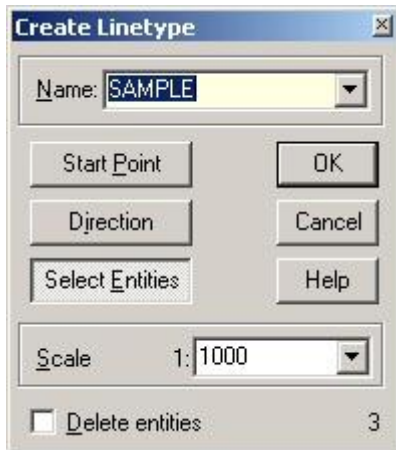 Create Linetype
Name: SAMPLE
Start Point OK
Direction Cancel
Select Entities Help
Scale 1: 1000
Delete entities 3